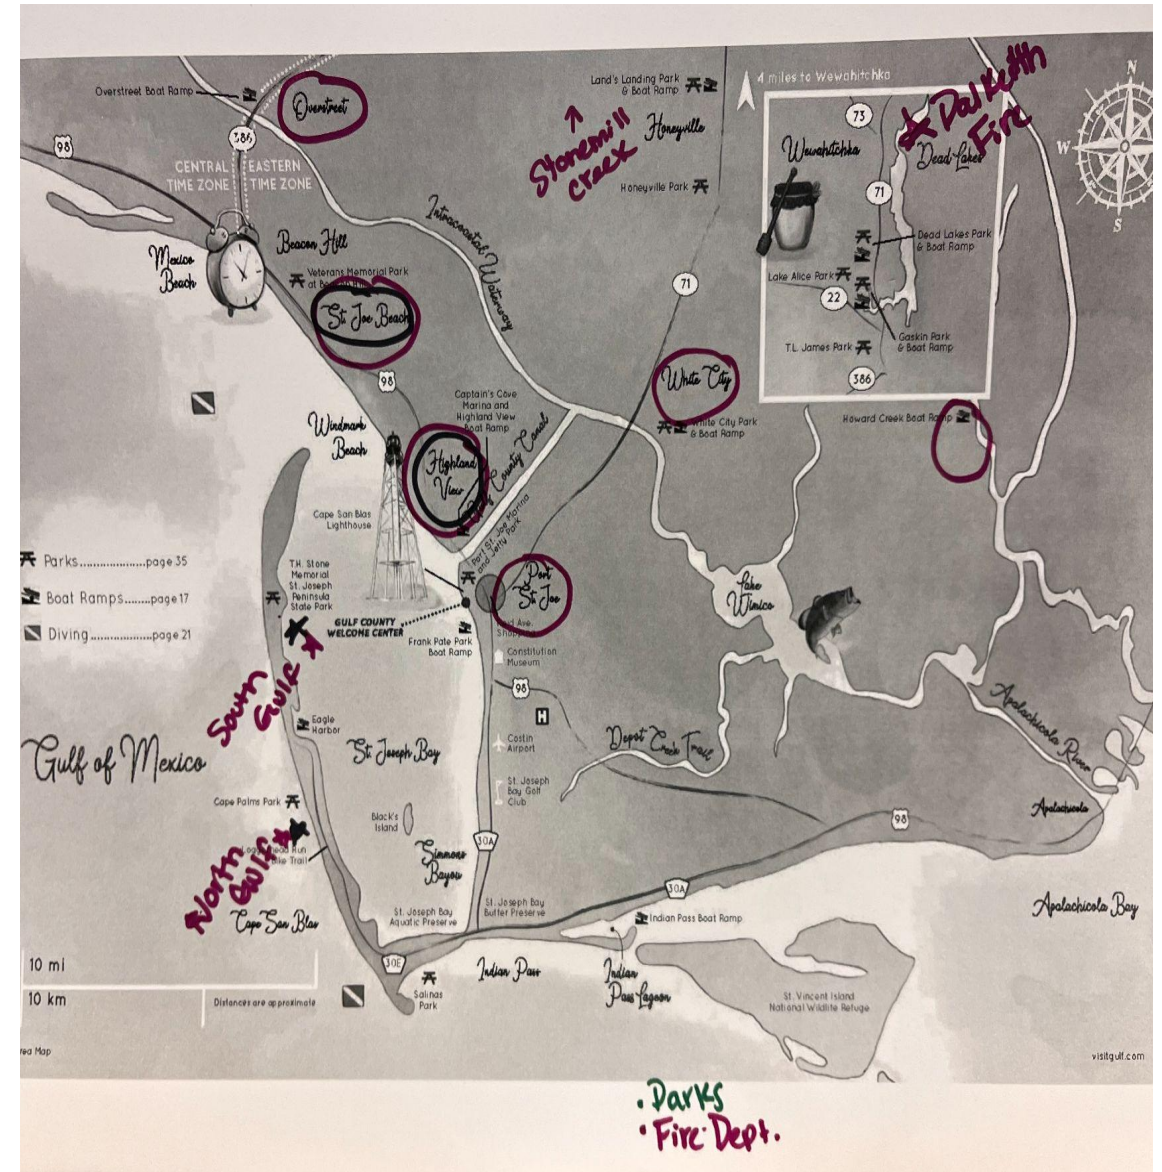 Overstreet Boat Ramp
Overstreet
Land's Landing Park
& Boat Ramp
4 miles to Wewahitchka
N
W
S
98
386
CENTRAL
TIME ZONE
EASTERN
TIME ZONE
Stonemill
creek
Honeyville
Honeyville Park
73
Wewahitchka
Dead Lakes
Dalkeith
Fire
71
Dead Lakes Park
& Boat Ramp
Lake Alice Park
22
Gaskin Park
& Boat Ramp
T.L. James Park
386
Intracoastal Waterway
Mexico
Beach
Beacon Hill
Veterans Memorial Park
St. Joe Beach
71
98
White City
White City Park
& Boat Ramp
Howard Creek Boat Ramp
Captain's Cove
Marina and
Highland View
Boat Ramp
Windmark
Beach
Highland
View
County Canal
Cape San Blas
Lighthouse
Port St. Joe Marina
and Jetty Park
Port
St. Joe
Parks....................page 35
Boat Ramps.......page 17
Diving....................page 21
T.H. Stone
Memorial
St. Joseph
Peninsula
State Park
GULF COUNTY
WELCOME CENTER
Frank Pate Park
Boat Ramp
Constitution
Museum
Lake
Wimico
98
H
South
Gulf
Eagle
Harbor
Gulf of Mexico
St. Joseph Bay
Costin
Airport
Depot Creek Trail
St. Joseph
Bay Golf
Club
Apalachicola River
Apalachicola
Cape Palms Park
Black's
Island
98
North
Gulf
Bike Trail
Simmons
Bayou
30A
30A
Cape San Blas
St. Joseph Bay
Aquatic Preserve
St. Joseph Bay
Buffer Preserve
Indian Pass Boat Ramp
Apalachicola Bay
30E
Salinas
Park
Indian Pass
Indian
Pass Lagoon
St. Vincent Island
National Wildlife Refuge
10 mi
10 km
Distances are approximate
Map
visitgulf.com
• Parks
• Fire Dept.